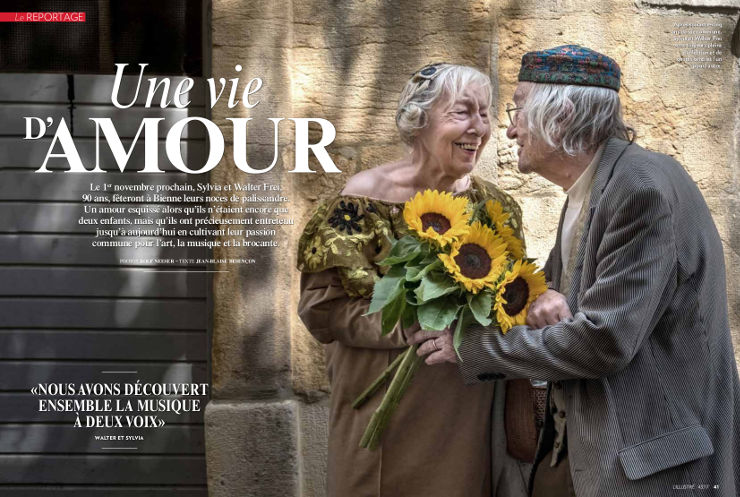 Le REPORTAGE
Une vie
D'AMOUR
Le 1er novembre prochain, Sylvia et Walter Frei,
90 ans, fêteront à Bienne leurs noces de palissandre.
Un amour esquissé alors qu'ils n'étaient encore que
deux enfants, mais qu'ils ont précieusement entretenu
jusqu'à aujourd'hui en cultivant leur passion
commune pour l'art, la musique et la brocante.
TEXTE JEAN-BLAISE BESENÇON
«NOUS AVONS DÉCOUVERT
ENSEMBLE LA MUSIQUE
À DEUX VOIX»
WALTER ET SYLVIA
L'ILLUSTRÉ 43/17 41